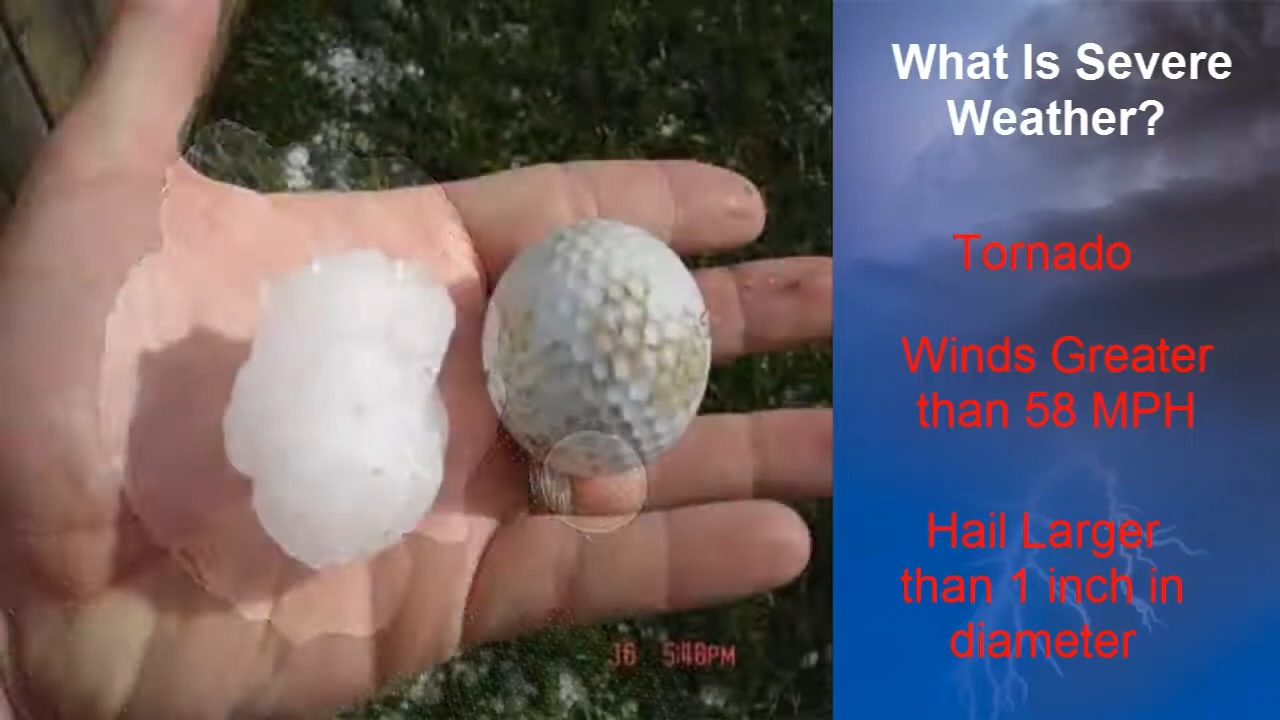 What Is Severe
Weather?
Tornado
Winds Greater
than 58 MPH
Hail Larger
than 1 inch in
diameter
16 5:48PM